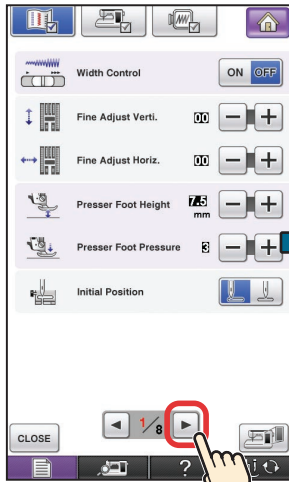 Width Control ON OFF
Fine Adjust Verti. 00 − +
Fine Adjust Horiz. 00 − +
Presser Foot Height 7.5 mm − +
Presser Foot Pressure 3 − +
Initial Position
CLOSE 1/8
?